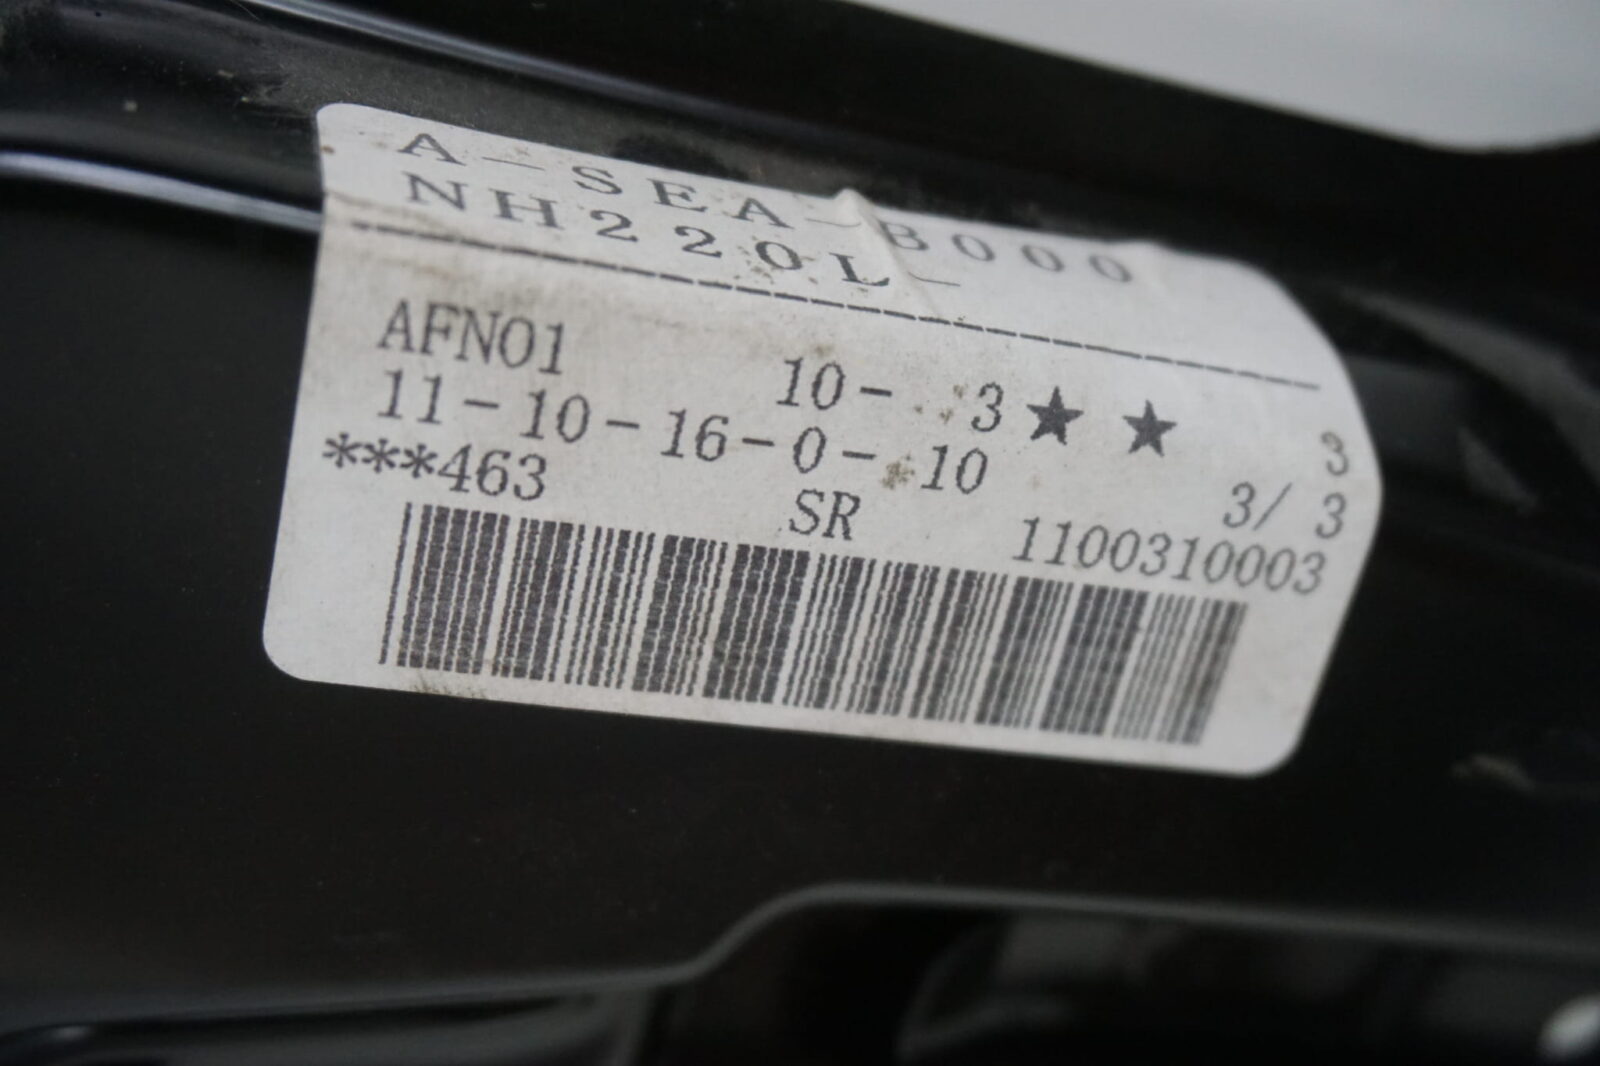 A-SEA-B000
NH220L-
AFN01 10- 3★ ★ 3
11-10-16-0- 10 3/ 3
***463 SR 1100310003